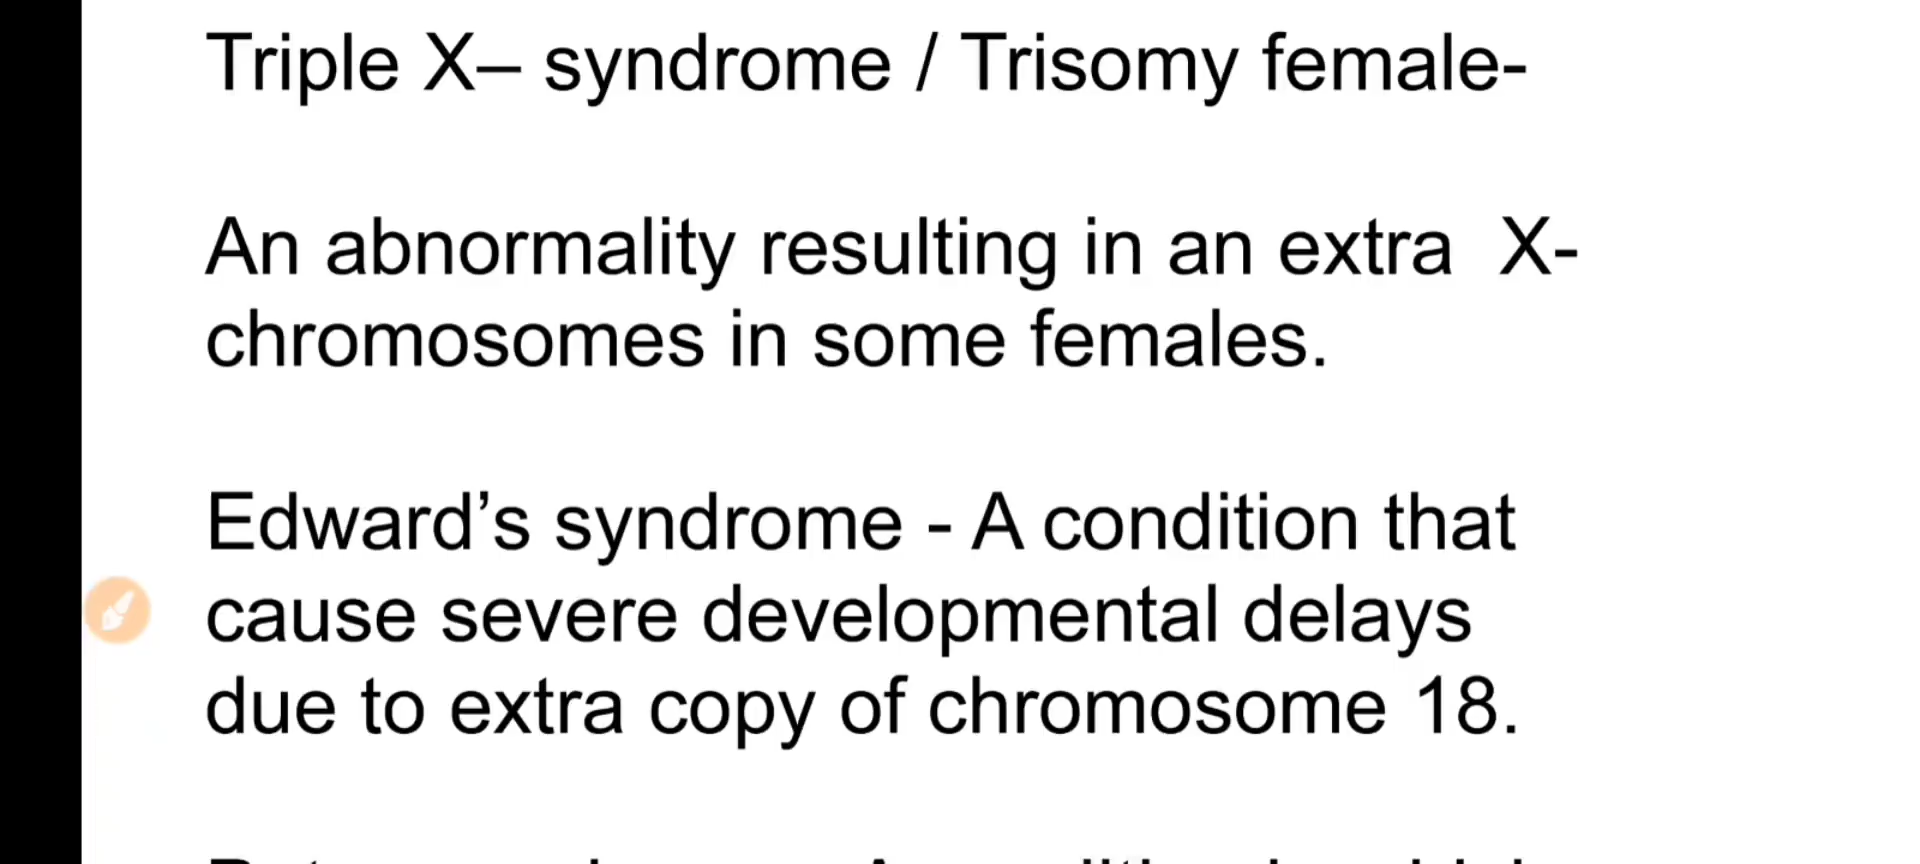 Triple X– syndrome / Trisomy female-
An abnormality resulting in an extra  X-
chromosomes in some females.
Edward’s syndrome - A condition that
cause severe developmental delays
due to extra copy of chromosome 18.